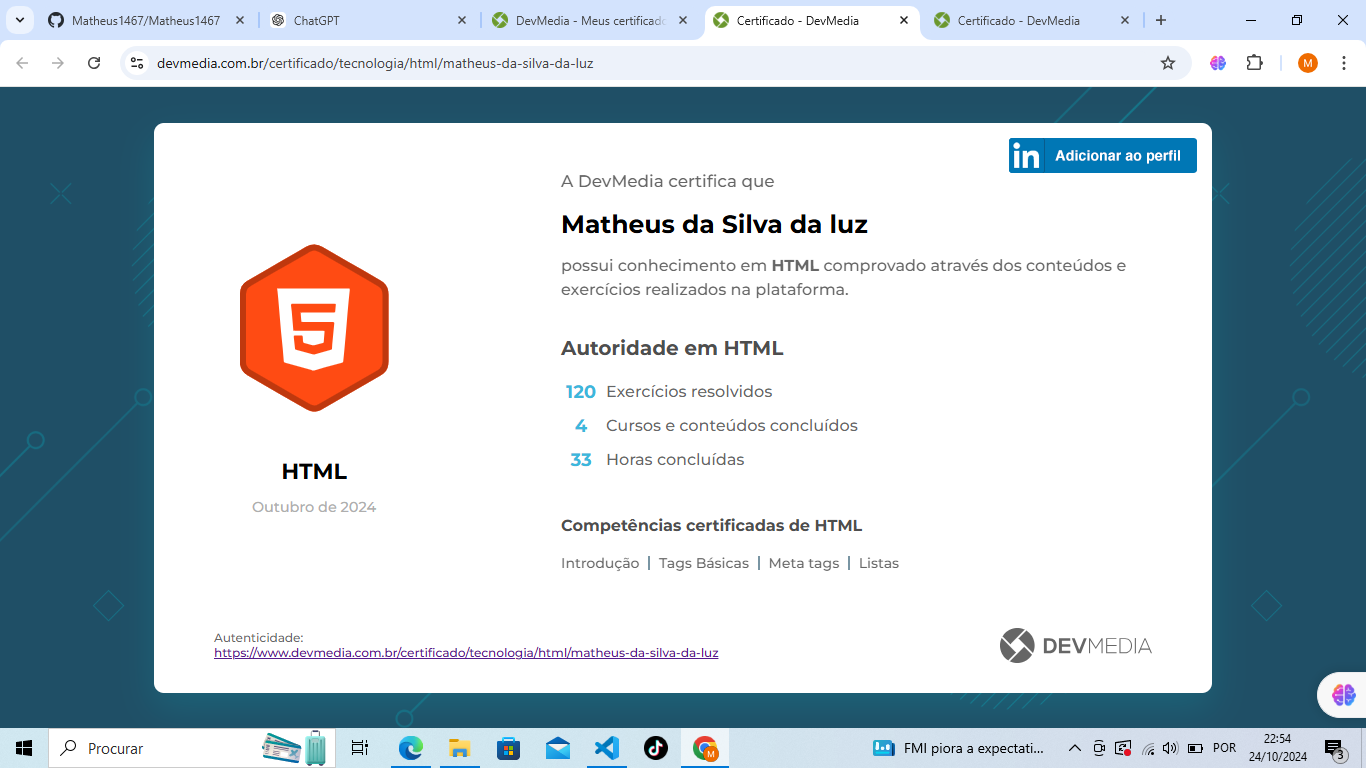 Matheus1467/Matheus1467
ChatGPT
DevMedia - Meus certificado
Certificado - DevMedia
Certificado - DevMedia
devmedia.com.br/certificado/tecnologia/html/matheus-da-silva-da-luz
M
in Adicionar ao perfil
A DevMedia certifica que
Matheus da Silva da luz
possui conhecimento em HTML comprovado através dos conteúdos e
exercícios realizados na plataforma.
Autoridade em HTML
120 Exercícios resolvidos
4 Cursos e conteúdos concluídos
33 Horas concluídas
5
HTML
Outubro de 2024
Competências certificadas de HTML
Introdução | Tags Básicas | Meta tags | Listas
Autenticidade:
https://www.devmedia.com.br/certificado/tecnologia/html/matheus-da-silva-da-luz
DEVMEDIA
Procurar
M
FMI piora a expectati...
POR
22:54
24/10/2024
3